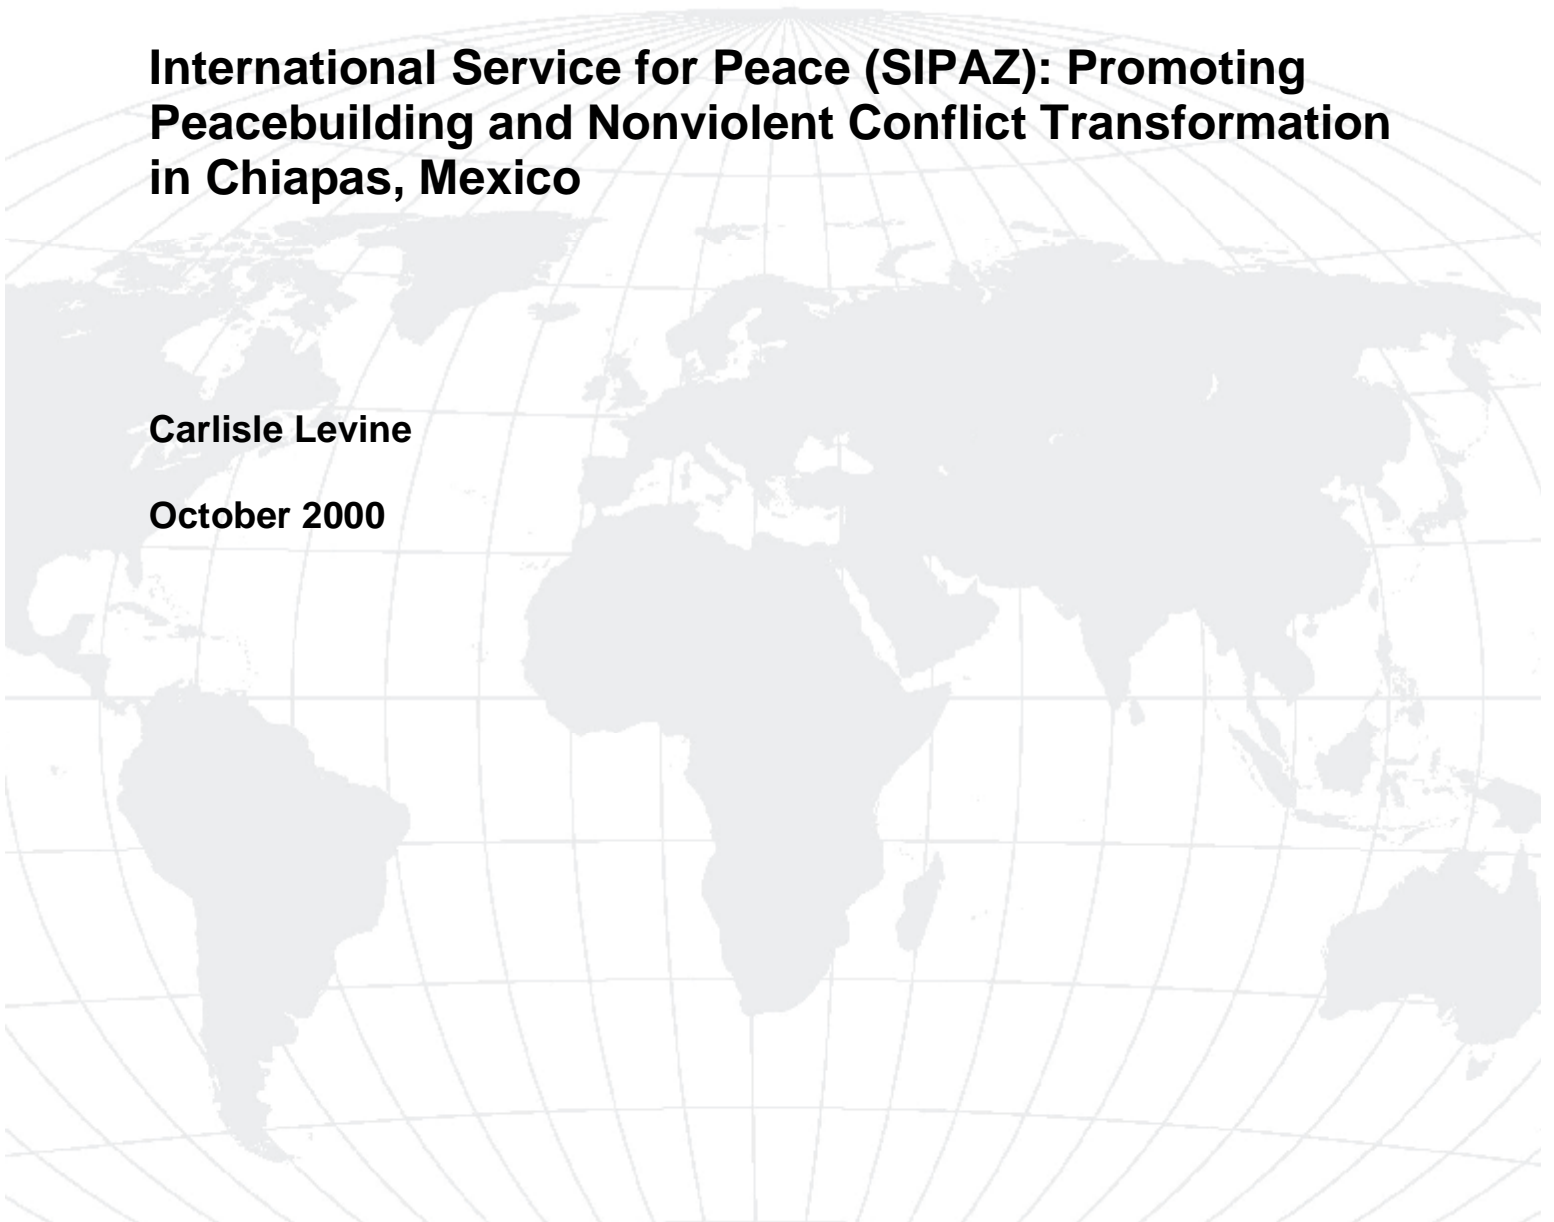 International Service for Peace (SIPAZ): Promoting
Peacebuilding and Nonviolent Conflict Transformation
in Chiapas, Mexico
Carlisle Levine
October 2000